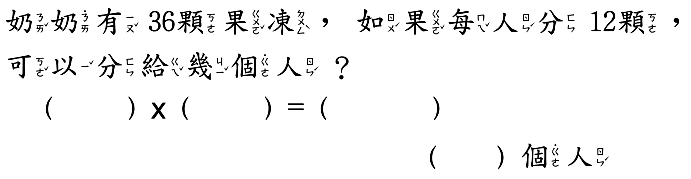 奶奶有 36顆果凍，如果每人分 12顆，
可以分給幾個人？
(　　　) x (　　　) = (　　　)
(　　) 個人